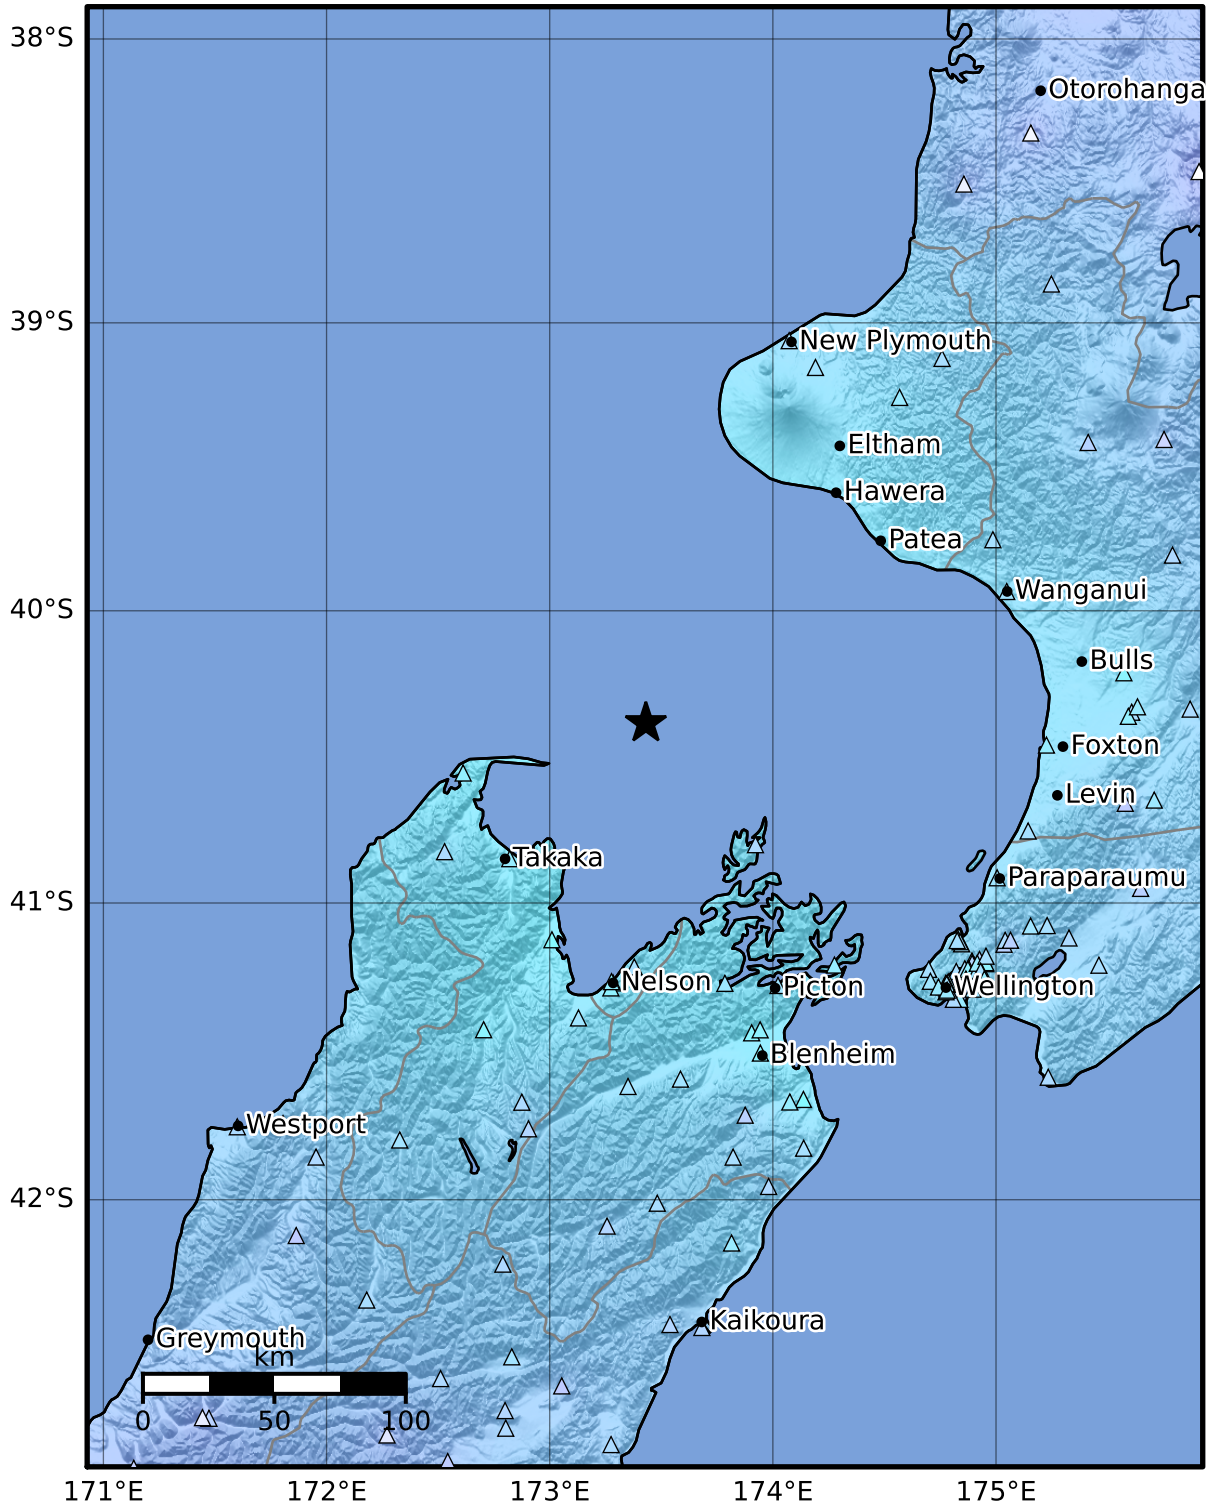 38°S
Otorohanga
39°S
New Plymouth
Eltham
Hawera
Patea
Wanganui
40°S
Bulls
Foxton
Levin
Takaka
Paraparaumu
41°S
Nelson
Picton
Wellington
Blenheim
Westport
42°S
Kaikoura
Greymouth
km
0 50 100
171°E 172°E 173°E 174°E 175°E